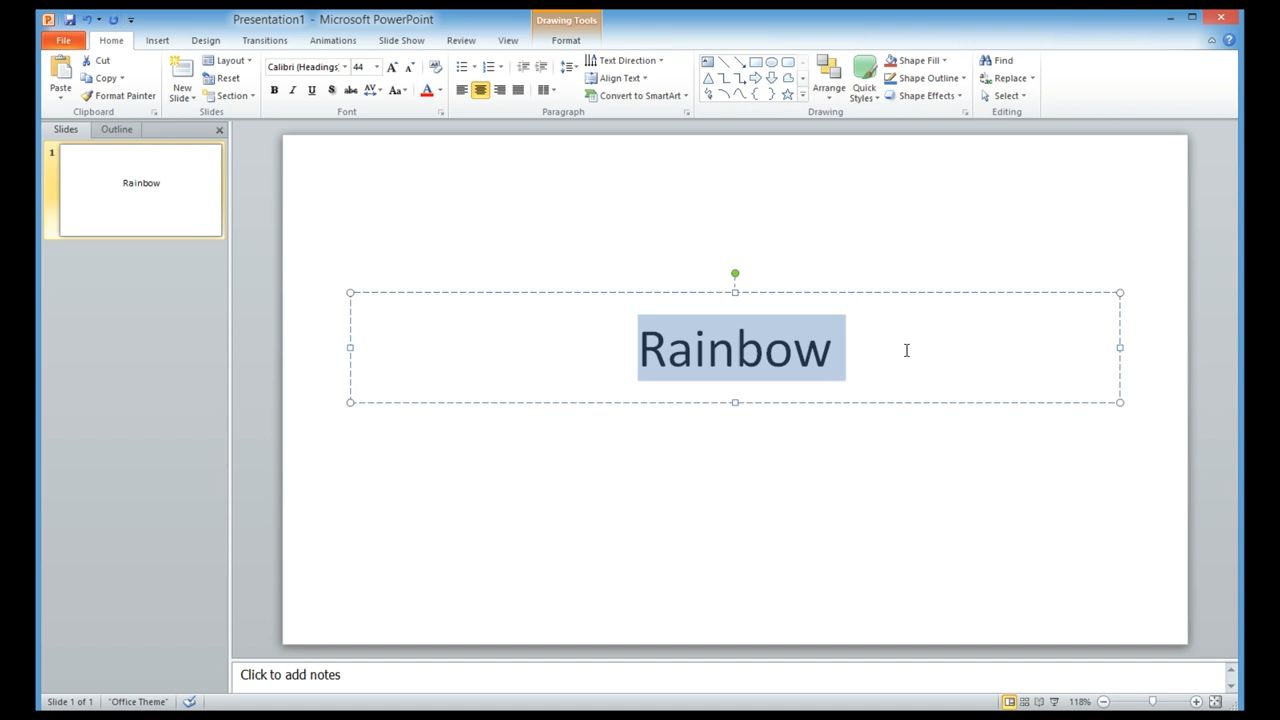 Presentation1 - Microsoft PowerPoint
Drawing Tools
File Home Insert Design Transitions Animations Slide Show Review View Format
Paste
Cut
Copy
Format Painter
Clipboard
New Slide
Layout
Reset
Section
Slides
Calibri (Headings) 44
B I U S abc AV Aa A
Font
Text Direction
Align Text
Convert to SmartArt
Paragraph
Arrange
Quick Styles
Shape Fill
Shape Outline
Shape Effects
Drawing
Find
Replace
Select
Editing
Slides Outline
1
Rainbow
Rainbow
Click to add notes
Slide 1 of 1 "Office Theme" 118%